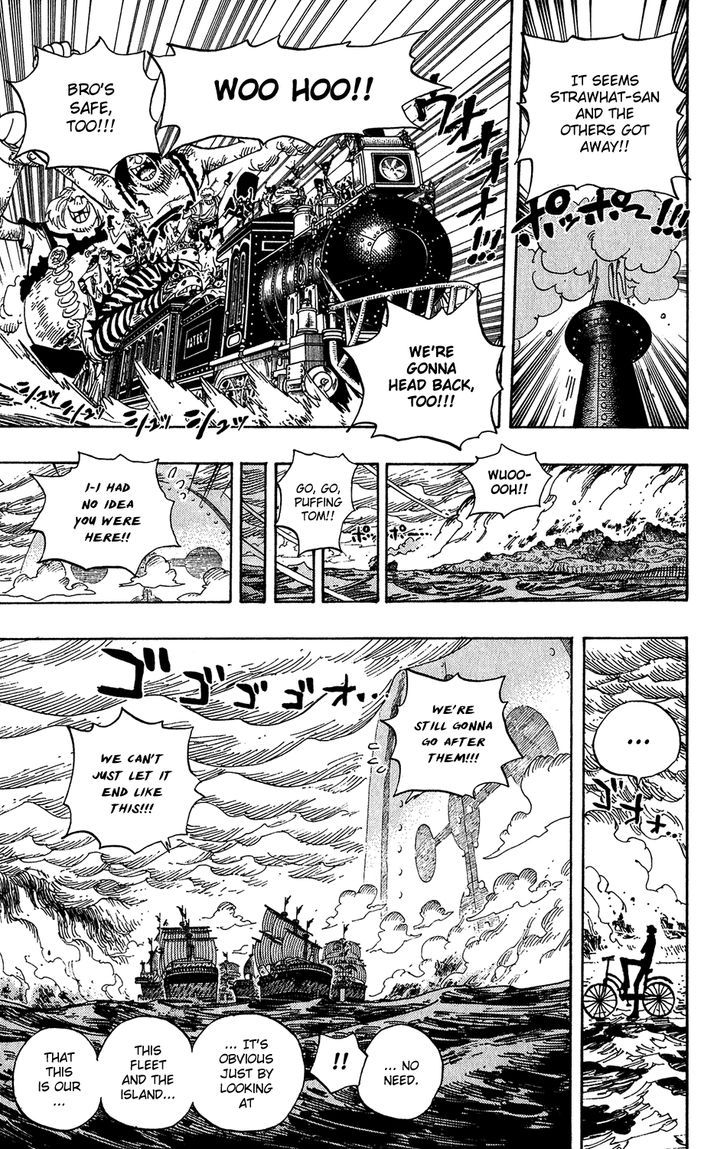 IT SEEMS
STRAWHAT-SAN
AND THE
OTHERS GOT
AWAY!!
ポッポー!!!
WOO HOO!!
BRO'S
SAFE,
TOO!!!
ウオオオオ!!!
WE'RE
GONNA
HEAD BACK,
TOO!!!
WUOO-
OOH!!
GO, GO,
PUFFING
TOM!!
ポッポー
I-I HAD
NO IDEA
YOU WERE
HERE!!
...
ゴオオオ...
WE'RE
STILL GONNA
GO AFTER
THEM!!!
ゴゴゴゴオ...
WE CAN'T
JUST LET IT
END LIKE
THIS!!!
... NO
NEED.
!!
... IT'S
OBVIOUS
JUST BY
LOOKING
AT
THIS
FLEET
AND THE
ISLAND...
THAT
THIS IS
OUR
...